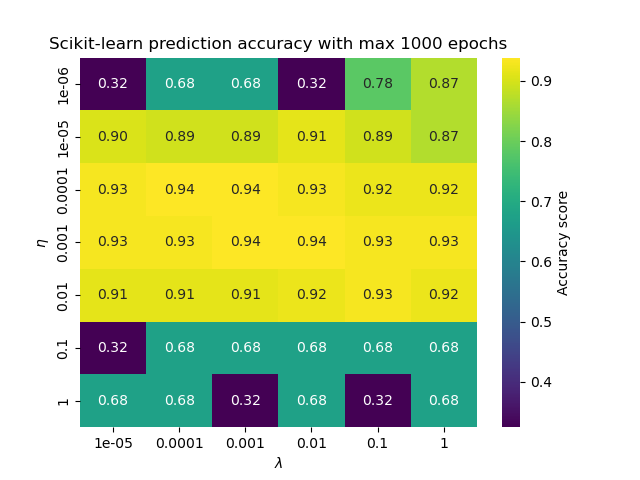 Scikit-learn prediction accuracy with max 1000 epochs
1e-06 0.32 0.68 0.68 0.32 0.78 0.87
1e-05 0.90 0.89 0.89 0.91 0.89 0.87
0.0001 0.93 0.94 0.94 0.93 0.92 0.92
0.001 0.93 0.93 0.94 0.94 0.93 0.93
0.01 0.91 0.91 0.91 0.92 0.93 0.92
0.1 0.32 0.68 0.68 0.68 0.68 0.68
1 0.68 0.68 0.32 0.68 0.32 0.68
η
1e-05 0.0001 0.001 0.01 0.1 1
λ
0.9
0.8
0.7
0.6
0.5
0.4
Accuracy score